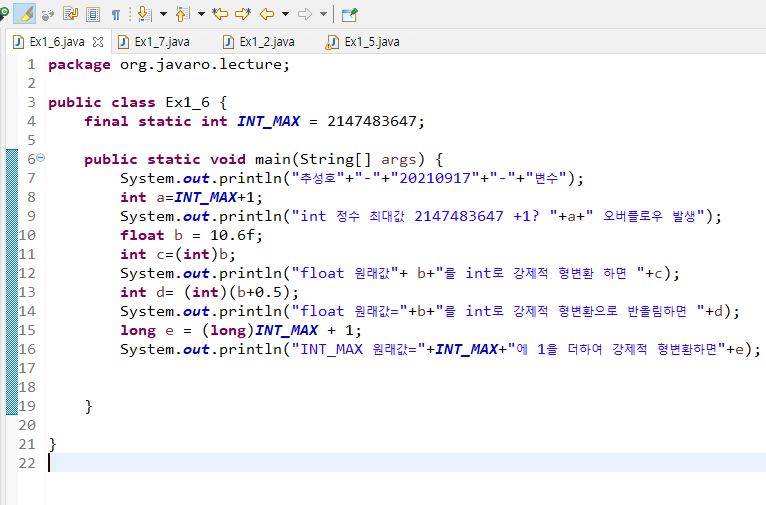 Ex1_6.java Ex1_7.java Ex1_2.java Ex1_5.java
1 package org.javaro.lecture;
2
3 public class Ex1_6 {
4 final static int INT_MAX = 2147483647;
5
6 public static void main(String[] args) {
7 System.out.println("추성호"+"-"+"20210917"+"-"+"변수");
8 int a=INT_MAX+1;
9 System.out.println("int 정수 최대값 2147483647 +1? "+a+" 오버플로우 발생");
10 float b = 10.6f;
11 int c=(int)b;
12 System.out.println("float 원래값"+ b+"를 int로 강제적 형변환 하면 "+c);
13 int d= (int)(b+0.5);
14 System.out.println("float 원래값="+b+"를 int로 강제적 형변환으로 반올림하면 "+d);
15 long e = (long)INT_MAX + 1;
16 System.out.println("INT_MAX 원래값="+INT_MAX+"에 1을 더하여 강제적 형변환하면"+e);
17
18
19 }
20
21 }
22